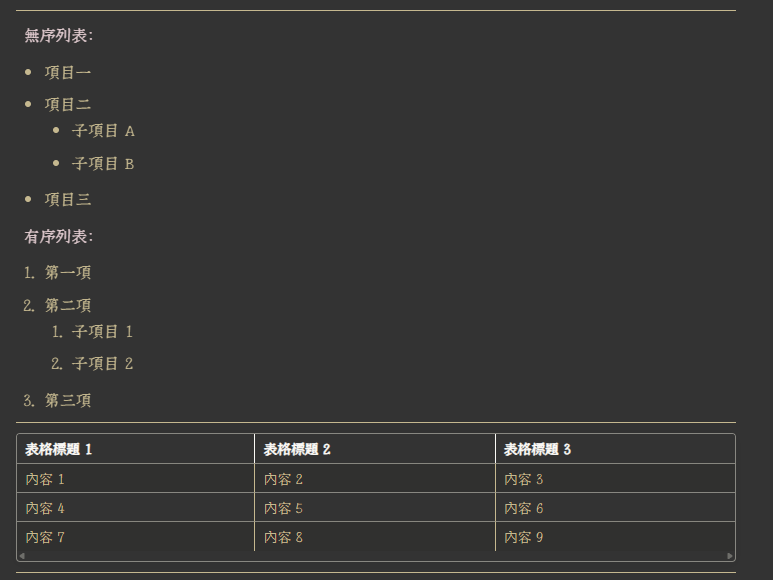 無序列表:
• 項目一
• 項目二
• 子項目 A
• 子項目 B
• 項目三
有序列表:
1. 第一項
2. 第二項
1. 子項目 1
2. 子項目 2
3. 第三項
表格標題 1 表格標題 2 表格標題 3
內容 1 內容 2 內容 3
內容 4 內容 5 內容 6
內容 7 內容 8 內容 9